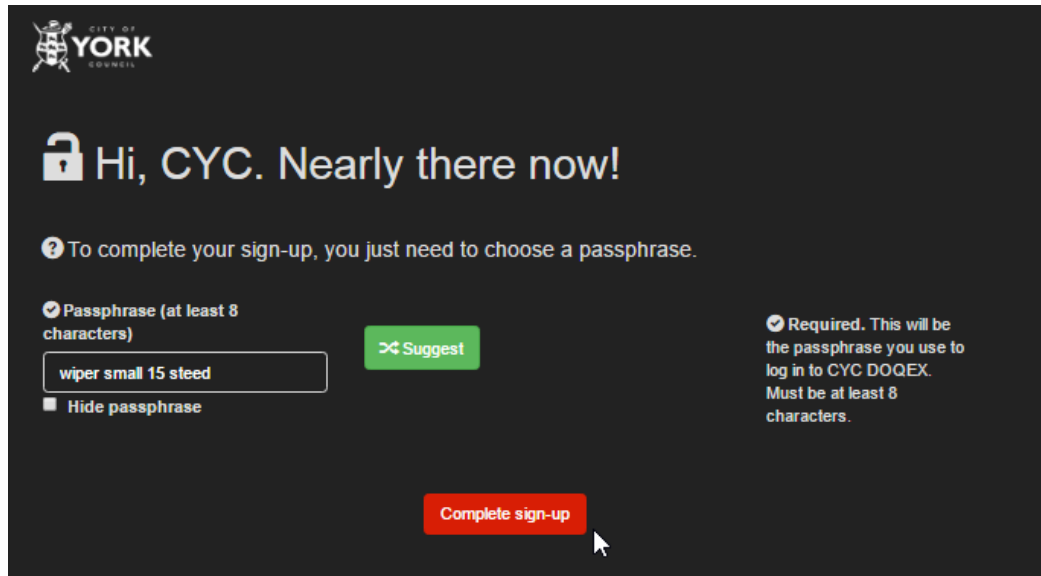 CITY OF
YORK
COUNCIL
Hi, CYC. Nearly there now!
To complete your sign-up, you just need to choose a passphrase.
Passphrase (at least 8
characters)
wiper small 15 steed
Hide passphrase
Suggest
Required. This will be
the passphrase you use to
log in to CYC DOQEX.
Must be at least 8
characters.
Complete sign-up